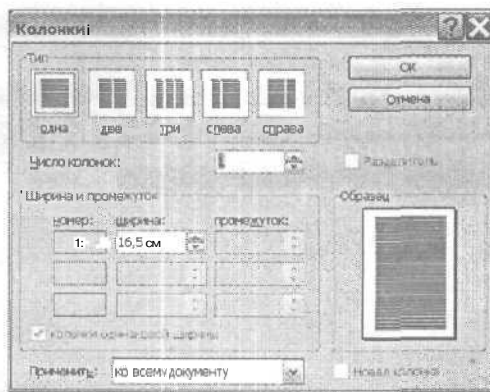 Колонки
Тип
ОК
Отмена
одна две три слева справа
Число колонок:
Разделитель
Ширина и промежуток
Образец
номер: ширина: промежуток:
1: 16,5 см
колонки одинаковой ширины
Применить: ко всему документу
Новая колонка